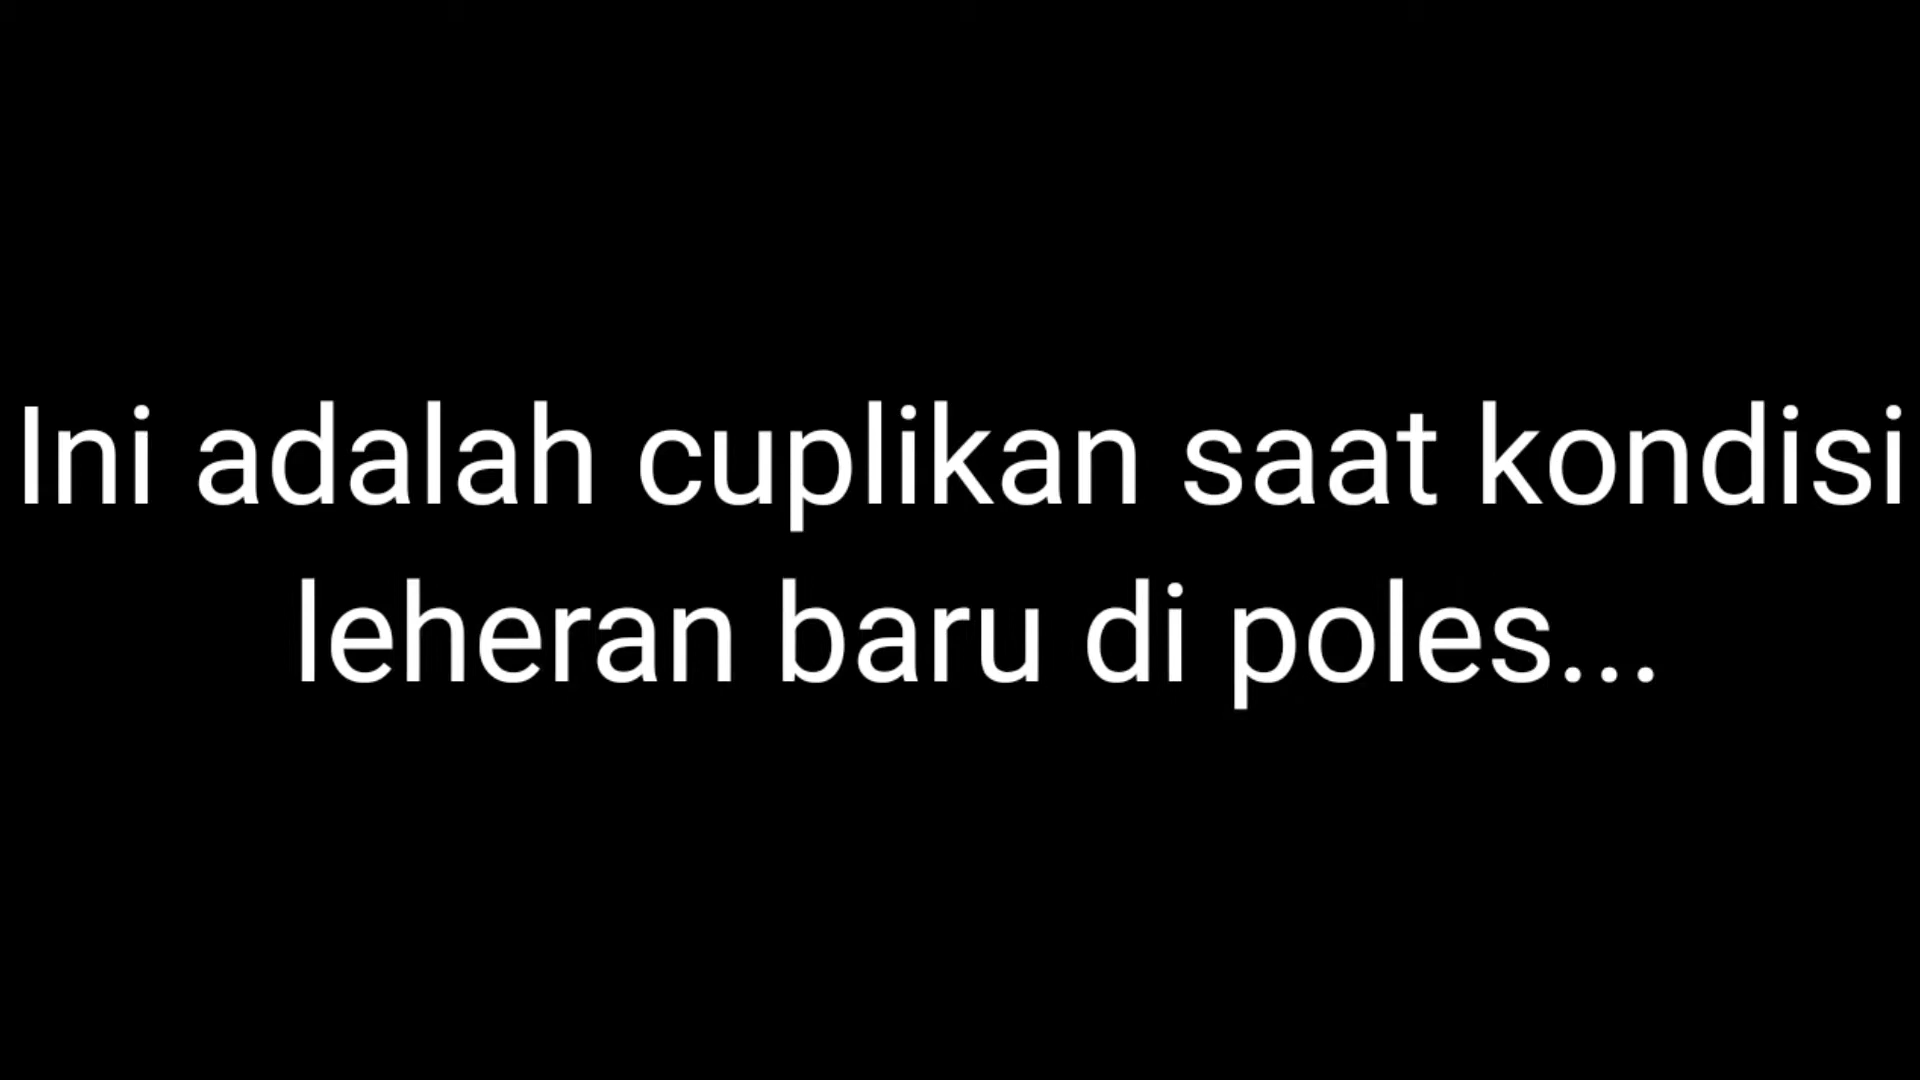 Ini adalah cuplikan saat kondisi
leheran baru di poles...